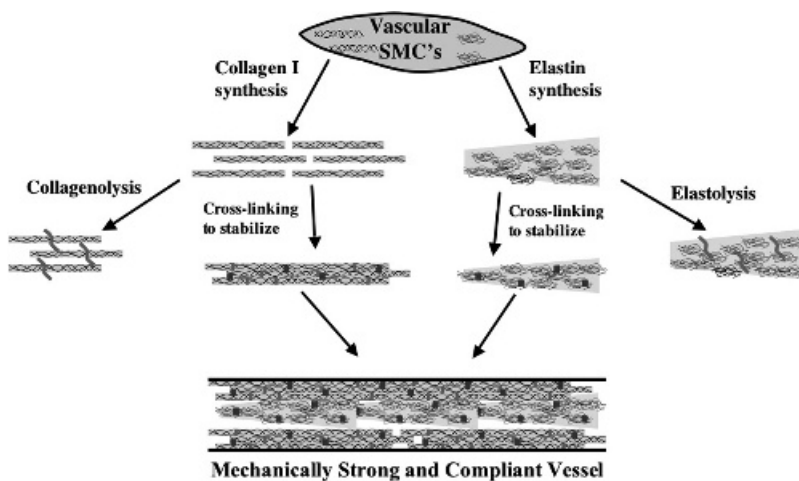 Vascular
SMC's
Collagen I
synthesis
Elastin
synthesis
Collagenolysis
Cross-linking
to stabilize
Cross-linking
to stabilize
Elastolysis
Mechanically Strong and Compliant Vessel